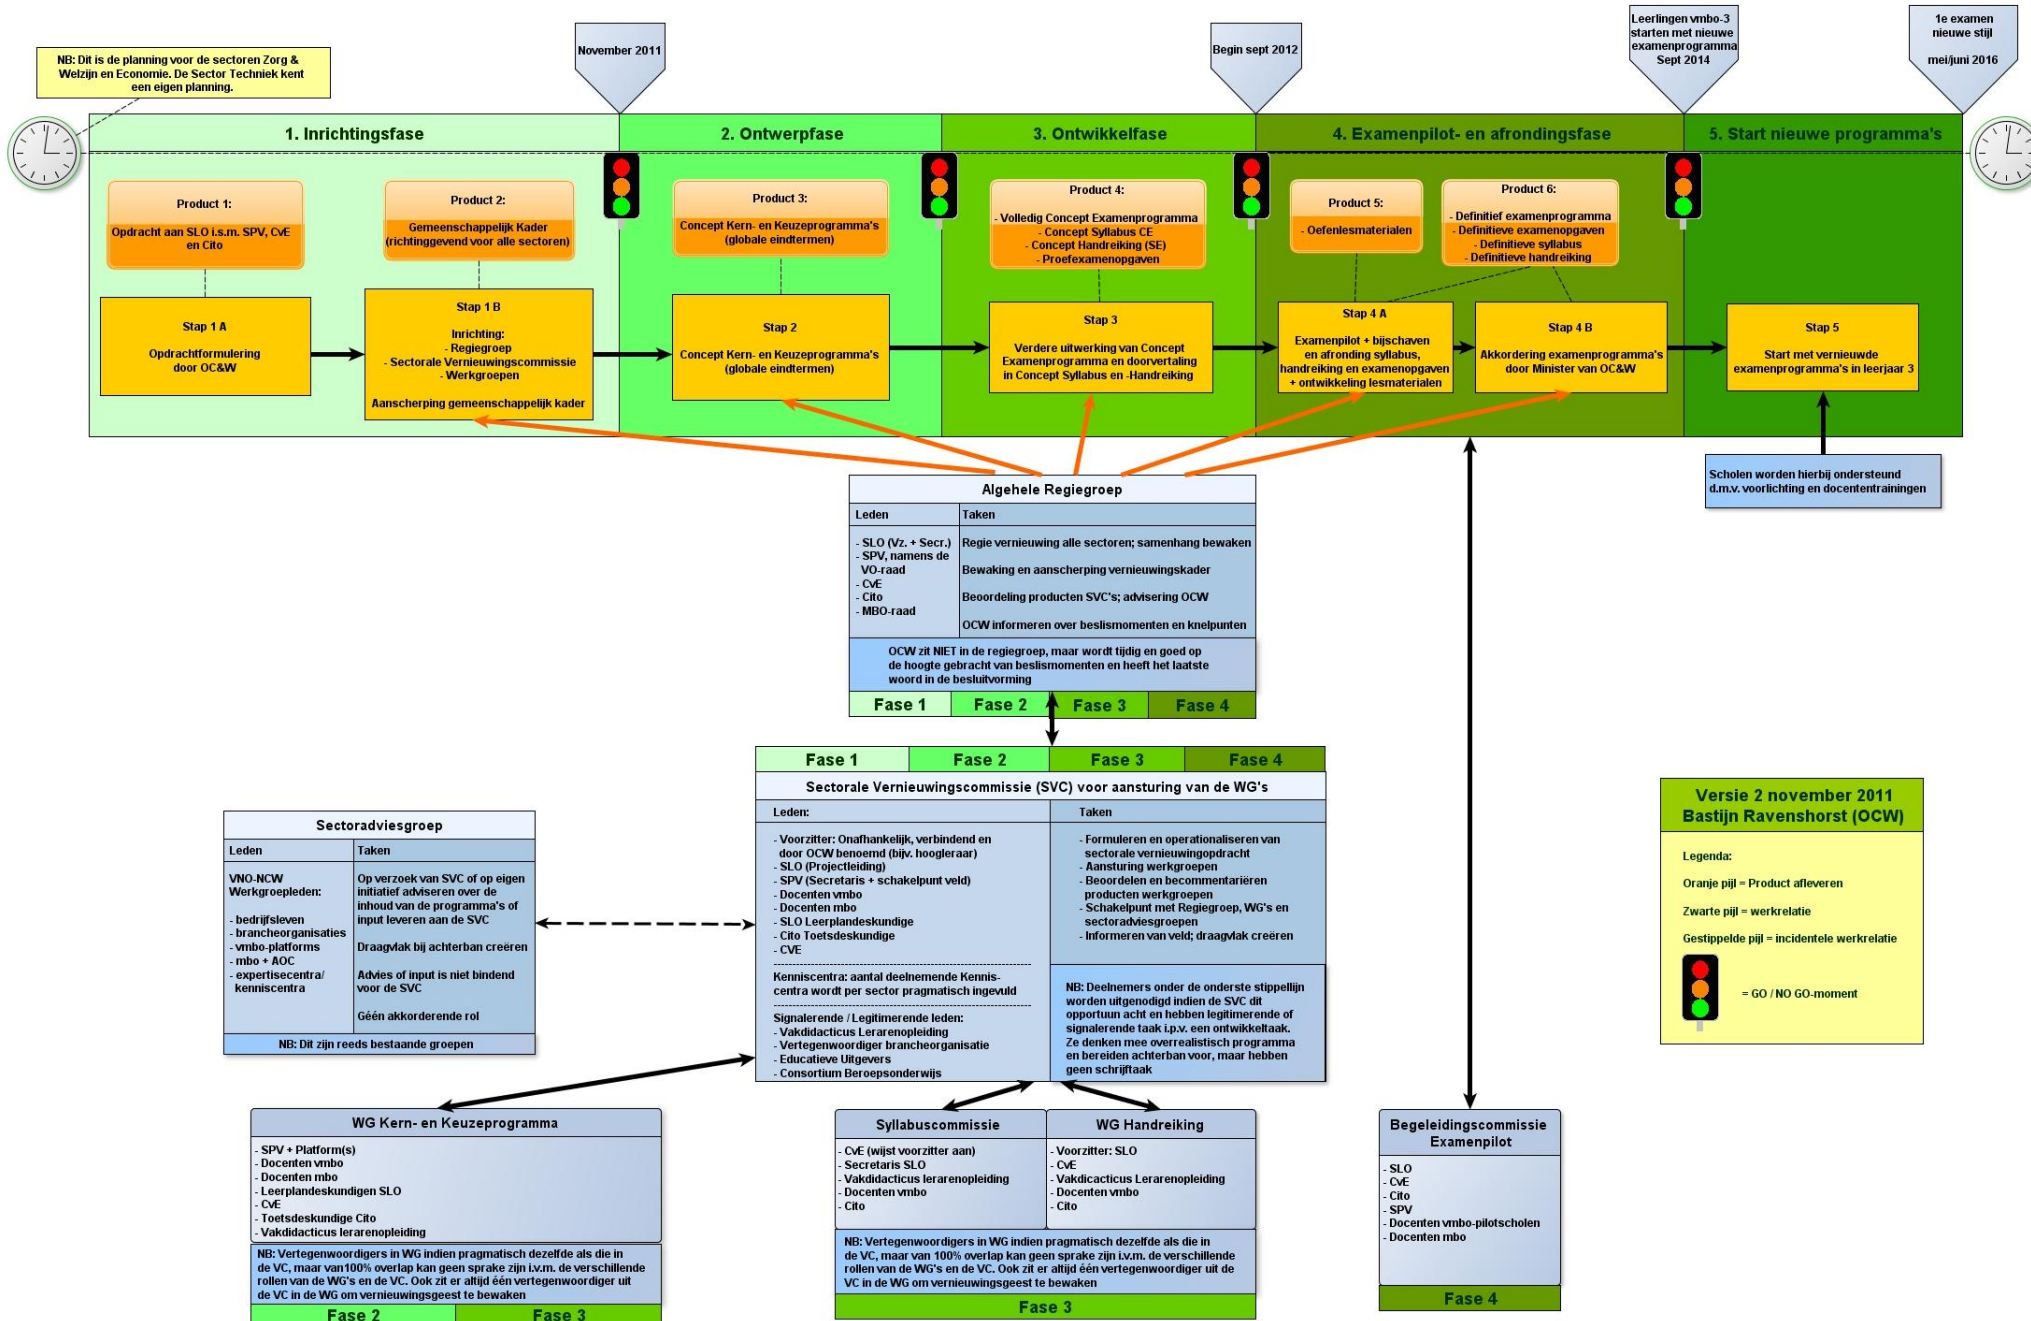 NB: Dit is de planning voor de sectoren Zorg &
Welzijn en Economie. De Sector Techniek kent
een eigen planning.
November 2011
Begin sept 2012
Leerlingen vmbo-3
starten met nieuwe
examenprogramma
Sept 2014
1e examen
nieuwe stijl
mei/juni 2016
1. Inrichtingsfase
2. Ontwerpfase
3. Ontwikkelfase
4. Examenpilot- en afrondingsfase
5. Start nieuwe programma's
Product 1:
Opdracht aan SLO i.s.m. SPV, CvE
en Cito
Product 2:
Gemeenschappelijk Kader
(richtinggevend voor alle sectoren)
Product 3:
Concept Kern- en Keuzeprogramma's
(globale eindtermen)
Product 4:
- Volledig Concept Examenprogramma
- Concept Syllabus CE
- Concept Handreiking (SE)
- Proefexamenopgaven
Product 5:
- Oefenlesmaterialen
Product 6:
- Definitief examenprogramma
- Definitieve examenopgaven
- Definitieve syllabus
- Definitieve handreiking
Stap 1 A
Opdrachtformulering
door OC&W
Stap 1 B
Inrichting:
- Regiegroep
- Sectorale Vernieuwingscommissie
- Werkgroepen
Aanscherping gemeenschappelijk kader
Stap 2
Concept Kern- en Keuzeprogramma's
(globale eindtermen)
Stap 3
Verdere uitwerking van Concept
Examenprogramma en doorvertaling
in Concept Syllabus en -Handreiking
Stap 4 A
Examenpilot + bijschaven
en afronding syllabus,
handreiking en examenopgaven
+ ontwikkeling lesmaterialen
Stap 4 B
Akkordering examenprogramma's
door Minister van OC&W
Stap 5
Start met vernieuwde
examenprogramma's in leerjaar 3
Scholen worden hierbij ondersteund
d.m.v. voorlichting en docententrainingen
Algehele Regiegroep
Leden
- SLO (Vz. + Secr.)
- SPV, namens de
VO-raad
- CvE
- Cito
- MBO-raad
Taken
Regie vernieuwing alle sectoren; samenhang bewaken
Bewaking en aanscherping vernieuwingskader
Beoordeling producten SVC's; advisering OCW
OCW informeren over beslismomenten en knelpunten
OCW zit NIET in de regiegroep, maar wordt tijdig en goed op
de hoogte gebracht van beslismomenten en heeft het laatste
woord in de besluitvorming
Fase 1
Fase 2
Fase 3
Fase 4
Fase 1
Fase 2
Fase 3
Fase 4
Sectorale Vernieuwingscommissie (SVC) voor aansturing van de WG's
Leden:
- Voorzitter: Onafhankelijk, verbindend en
door OCW benoemd (bijv. hoogleraar)
- SLO (Projectleiding)
- SPV (Secretaris + schakelpunt veld)
- Docenten vmbo
- Docenten mbo
- SLO Leerplandeskundige
- Cito Toetsdeskundige
- CVE
Kenniscentra: aantal deelnemende Kennis-
centra wordt per sector pragmatisch ingevuld
Signalerende / Legitimerende leden:
- Vakdidacticus Lerarenopleiding
- Vertegenwoordiger brancheorganisatie
- Educatieve Uitgevers
- Consortium Beroepsonderwijs
Taken
- Formuleren en operationaliseren van
sectorale vernieuwingopdracht
- Aansturing werkgroepen
- Beoordelen en becommentariëren
producten werkgroepen
- Schakelpunt met Regiegroep, WG's en
sectoradviesgroepen
- Informeren van veld; draagvlak creëren
NB: Deelnemers onder de onderste stippellijn
worden uitgenodigd indien de SVC dit
opportuun acht en hebben legitimerende of
signalerende taak i.p.v. een ontwikkeltaak.
Ze denken mee overrealistisch programma
en bereiden achterban voor, maar hebben
geen schrijftaak
Sectoradviesgroep
Leden
VNO-NCW
Werkgroepleden:
- bedrijfsleven
- brancheorganisaties
- vmbo-platforms
- mbo + AOC
- expertisecentra/
kenniscentra
Taken
Op verzoek van SVC of op eigen
initiatief adviseren over de
inhoud van de programma's of
input leveren aan de SVC
Draagvlak bij achterban creëren
Advies of input is niet bindend
voor de SVC
Géén akkorderende rol
NB: Dit zijn reeds bestaande groepen
Versie 2 november 2011
Bastijn Ravenshorst (OCW)
Legenda:
Oranje pijl = Product afleveren
Zwarte pijl = werkrelatie
Gestippelde pijl = incidentele werkrelatie
= GO / NO GO-moment
WG Kern- en Keuzeprogramma
- SPV + Platform(s)
- Docenten vmbo
- Docenten mbo
- Leerplandeskundigen SLO
- CvE
- Toetsdeskundige Cito
- Vakdidacticus lerarenopleiding
NB: Vertegenwoordigers in WG indien pragmatisch dezelfde als die in
de VC, maar van100% overlap kan geen sprake zijn i.v.m. de verschillende
rollen van de WG's en de VC. Ook zit er altijd één vertegenwoordiger uit
de VC in de WG om vernieuwingsgeest te bewaken
Fase 2
Fase 3
Syllabuscommissie
- CvE (wijst voorzitter aan)
- Secretaris SLO
- Vakdidacticus lerarenopleiding
- Docenten vmbo
- Cito
WG Handreiking
- Voorzitter: SLO
- CvE
- Vakdicacticus Lerarenopleiding
- Docenten vmbo
- Cito
NB: Vertegenwoordigers in WG indien pragmatisch dezelfde als die in
de VC, maar van 100% overlap kan geen sprake zijn i.v.m. de verschillende
rollen van de WG's en de VC. Ook zit er altijd één vertegenwoordiger uit de
VC in de WG om vernieuwingsgeest te bewaken
Fase 3
Begeleidingscommissie
Examenpilot
- SLO
- CvE
- Cito
- SPV
- Docenten vmbo-pilotscholen
- Docenten mbo
Fase 4